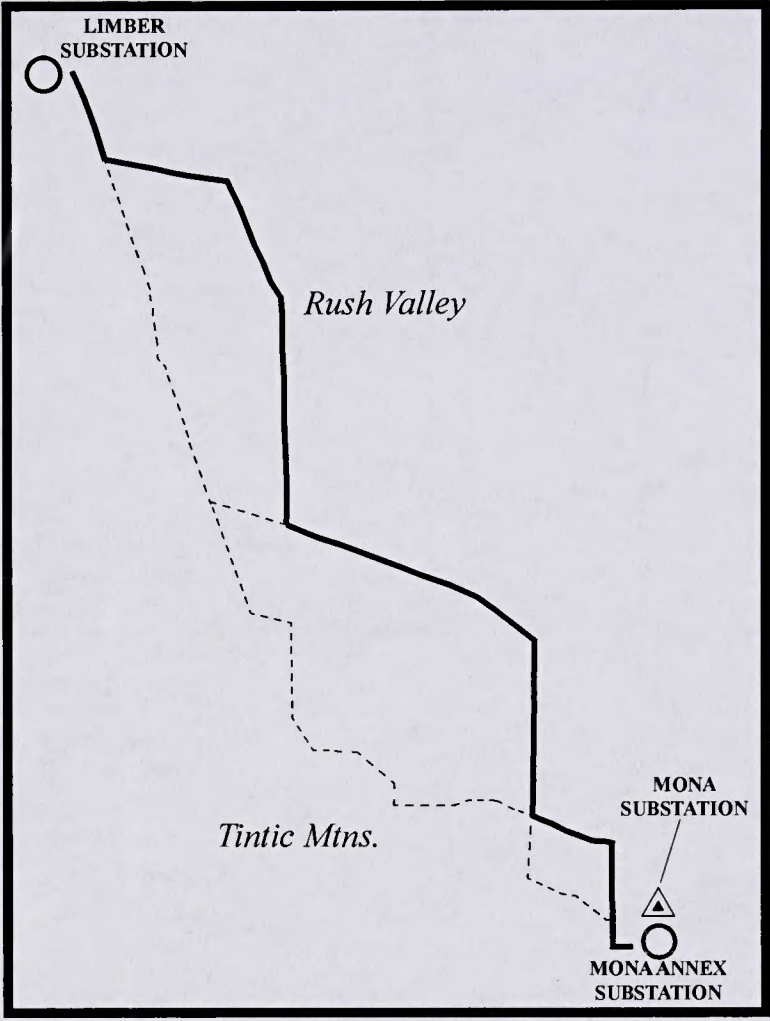 LIMBER
SUBSTATION
Rush Valley
MONA
SUBSTATION
Tintic Mtns.
MONA ANNEX
SUBSTATION